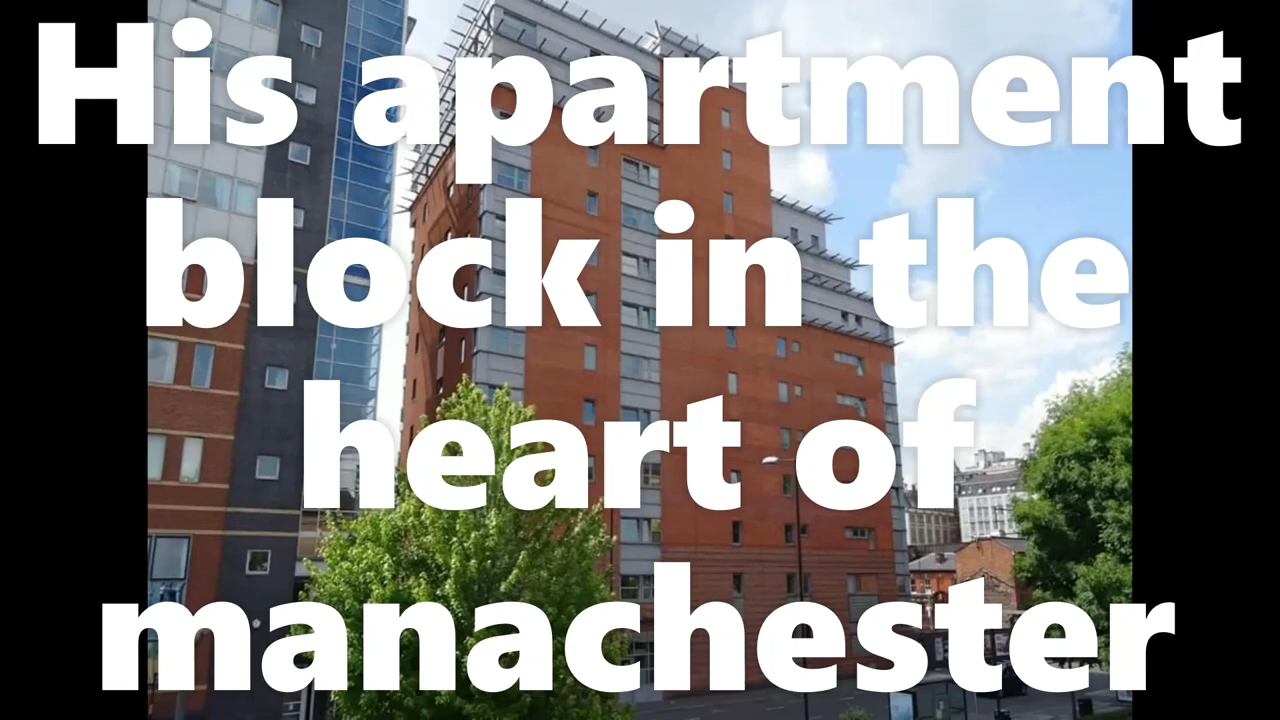 His apartment
block in the
heart of
manachester